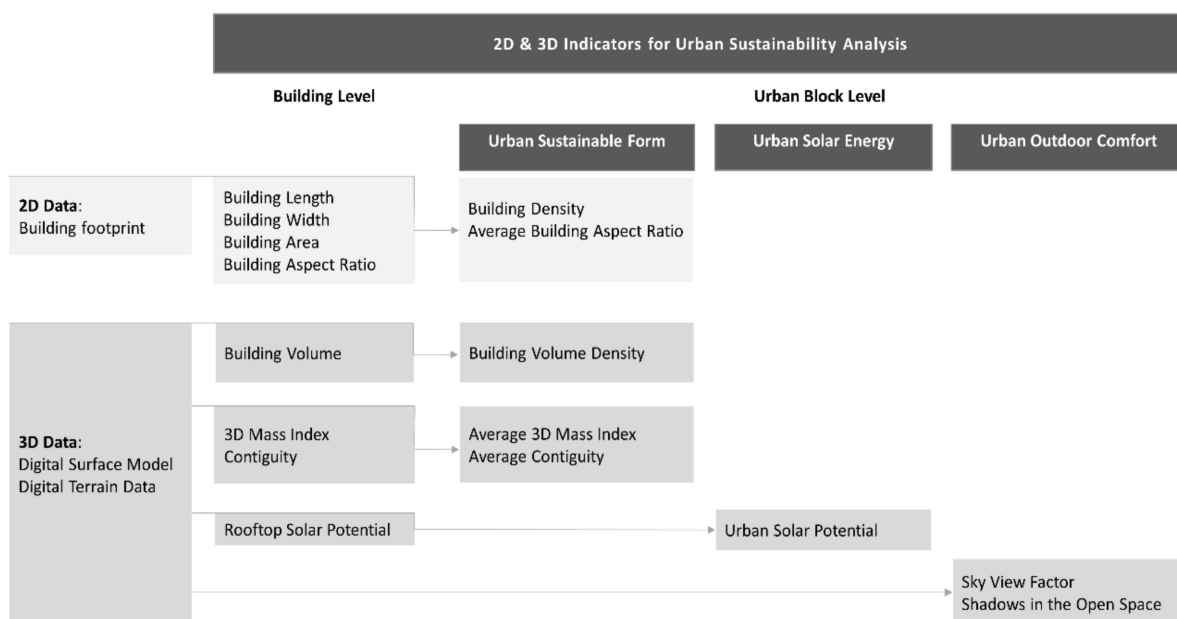 2D & 3D Indicators for Urban Sustainability Analysis
Building Level
Urban Block Level
Urban Sustainable Form
Urban Solar Energy
Urban Outdoor Comfort
2D Data:
Building footprint
Building Length
Building Width
Building Area
Building Aspect Ratio
Building Density
Average Building Aspect Ratio
3D Data:
Digital Surface Model
Digital Terrain Data
Building Volume
Building Volume Density
3D Mass Index
Contiguity
Average 3D Mass Index
Average Contiguity
Rooftop Solar Potential
Urban Solar Potential
Sky View Factor
Shadows in the Open Space